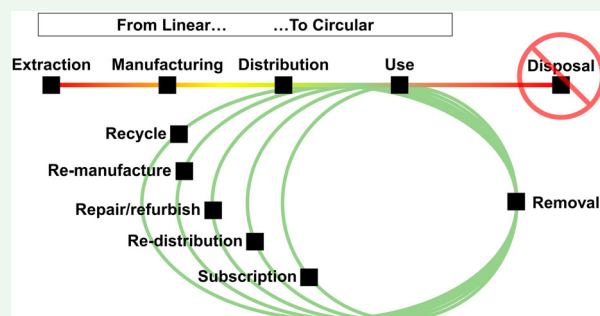 From Linear… …To Circular
Extraction Manufacturing Distribution Use Disposal
Recycle
Re-manufacture
Removal
Repair/refurbish
Re-distribution
Subscription